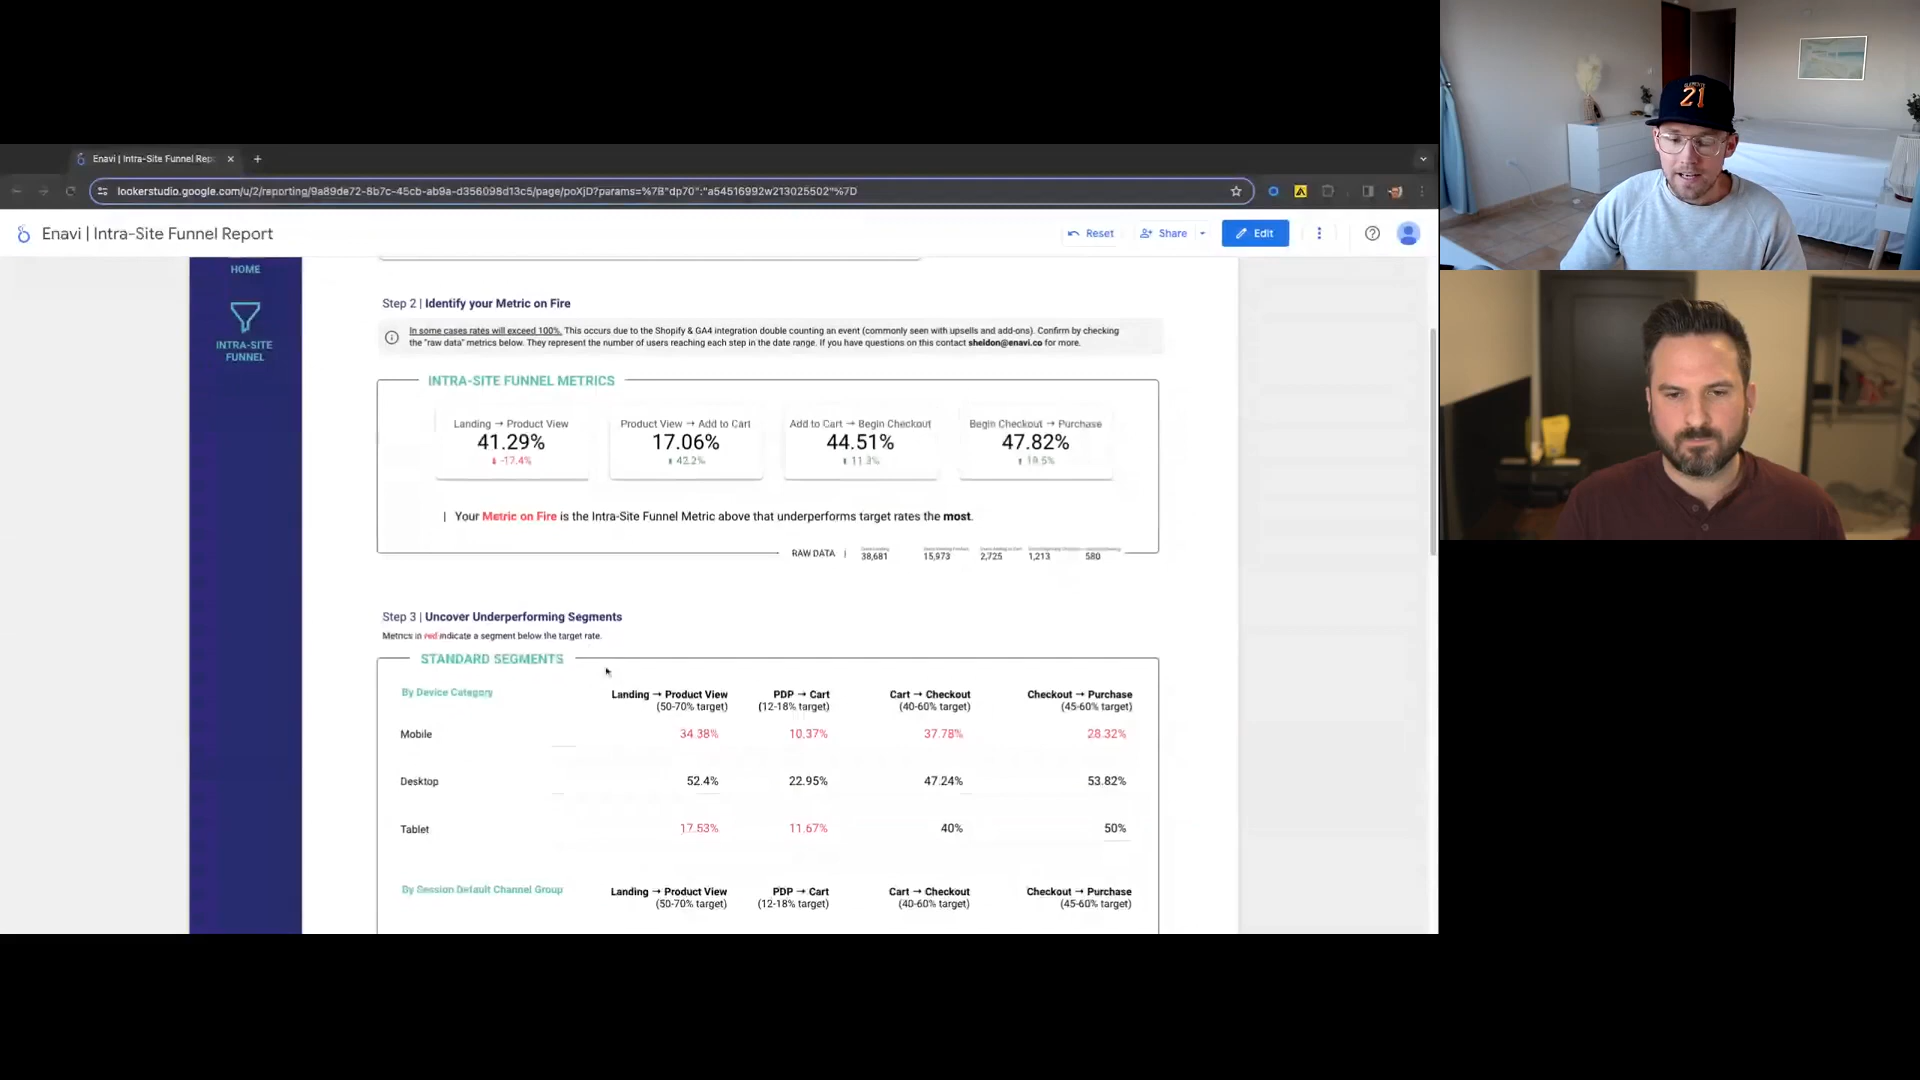 Enavi | Intra-Site Funnel Rep
lookerstudio.google.com/u/2/reporting/9a89de72-8b7c-45cb-ab9a-d356098d13c5/page/poXjD?params=%7B"dp70":"a54516992w213025502"%7D
Enavi | Intra-Site Funnel Report
Reset
Share
Edit
HOME
INTRA-SITE
FUNNEL
Step 2 | Identify your Metric on Fire
In some cases rates will exceed 100%. This occurs due to the Shopify & GA4 integration double counting an event (commonly seen with upsells and add-ons). Confirm by checking
the "raw data" metrics below. They represent the number of users reaching each step in the date range. If you have questions on this contact sheldon@enavi.co for more.
INTRA-SITE FUNNEL METRICS
Landing → Product View
41.29%
-17.4%
Product View → Add to Cart
17.06%
42.2%
Add to Cart → Begin Checkout
44.51%
11.3%
Begin Checkout → Purchase
47.82%
19.5%
| Your Metric on Fire is the Intra-Site Funnel Metric above that underperforms target rates the most.
RAW DATA | 38,681 15,973 2,725 1,213 580
Step 3 | Uncover Underperforming Segments
Metrics in red indicate a segment below the target rate.
STANDARD SEGMENTS
By Device Category
Landing → Product View PDP → Cart Cart → Checkout Checkout → Purchase
(50-70% target) (12-18% target) (40-60% target) (45-60% target)
Mobile 34.38% 10.37% 37.78% 28.32%
Desktop 52.4% 22.95% 47.24% 53.82%
Tablet 17.53% 11.67% 40% 50%
By Session Default Channel Group
Landing → Product View PDP → Cart Cart → Checkout Checkout → Purchase
(50-70% target) (12-18% target) (40-60% target) (45-60% target)
21